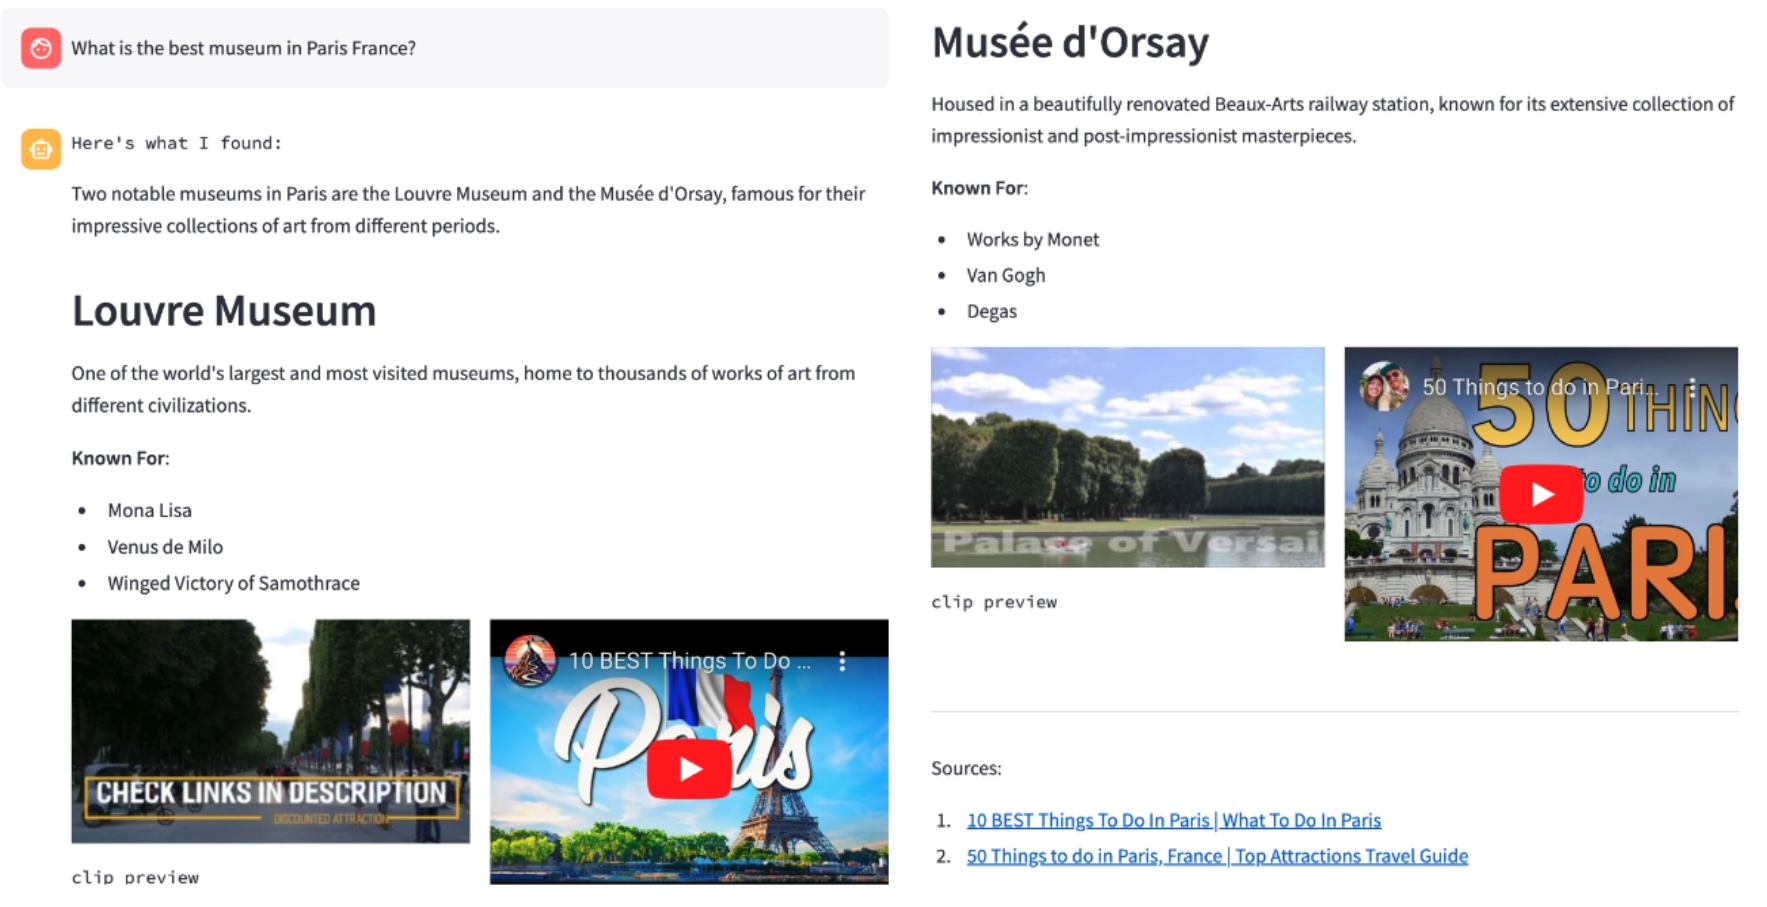 What is the best museum in Paris France?
Here's what I found:
Two notable museums in Paris are the Louvre Museum and the Musée d'Orsay, famous for their
impressive collections of art from different periods.
Louvre Museum
One of the world's largest and most visited museums, home to thousands of works of art from
different civilizations.
Known For:
• Mona Lisa
• Venus de Milo
• Winged Victory of Samothrace
CHECK LINKS IN DESCRIPTION
DISCOUNTED ATTRACTION
10 BEST Things To Do ...
Paris
clip preview
Musée d'Orsay
Housed in a beautifully renovated Beaux-Arts railway station, known for its extensive collection of
impressionist and post-impressionist masterpieces.
Known For:
• Works by Monet
• Van Gogh
• Degas
Palace of Versai
50 Things to do in Pari...
50 THIN
to do in
PARI
clip preview
Sources:
1. 10 BEST Things To Do In Paris | What To Do In Paris
2. 50 Things to do in Paris, France | Top Attractions Travel Guide